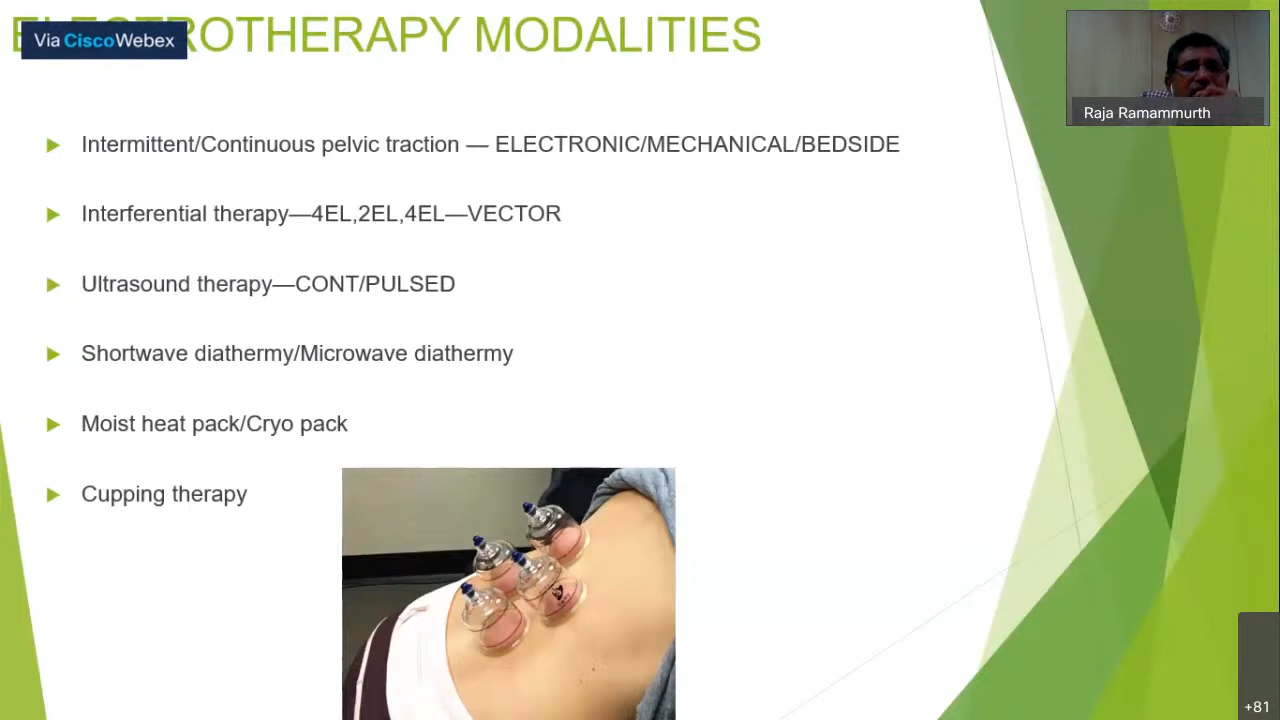 ELECTROTHERAPY MODALITIES
Via CiscoWebex
Raja Ramammurth
Intermittent/Continuous pelvic traction — ELECTRONIC/MECHANICAL/BEDSIDE
Interferential therapy—4EL,2EL,4EL—VECTOR
Ultrasound therapy—CONT/PULSED
Shortwave diathermy/Microwave diathermy
Moist heat pack/Cryo pack
Cupping therapy
+81